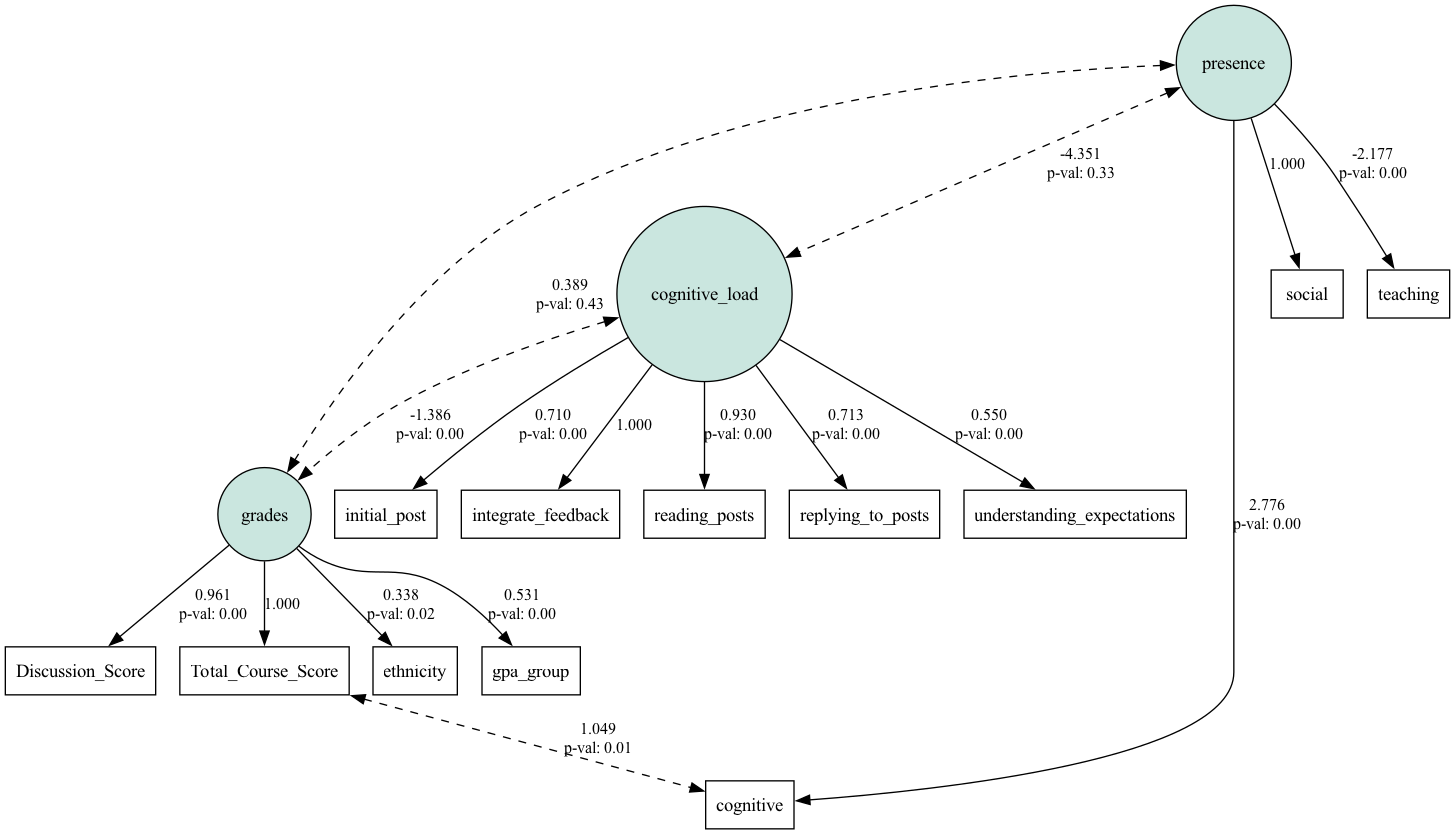 presence
-4.351
p-val: 0.33
1.000
-2.177
p-val: 0.00
0.389
p-val: 0.43
cognitive_load
social
teaching
-1.386
p-val: 0.00
0.710
p-val: 0.00
1.000
0.930
p-val: 0.00
0.713
p-val: 0.00
0.550
p-val: 0.00
grades
initial_post
integrate_feedback
reading_posts
replying_to_posts
understanding_expectations
2.776
p-val: 0.00
0.961
p-val: 0.00
1.000
0.338
p-val: 0.02
0.531
p-val: 0.00
Discussion_Score
Total_Course_Score
ethnicity
gpa_group
1.049
p-val: 0.01
cognitive